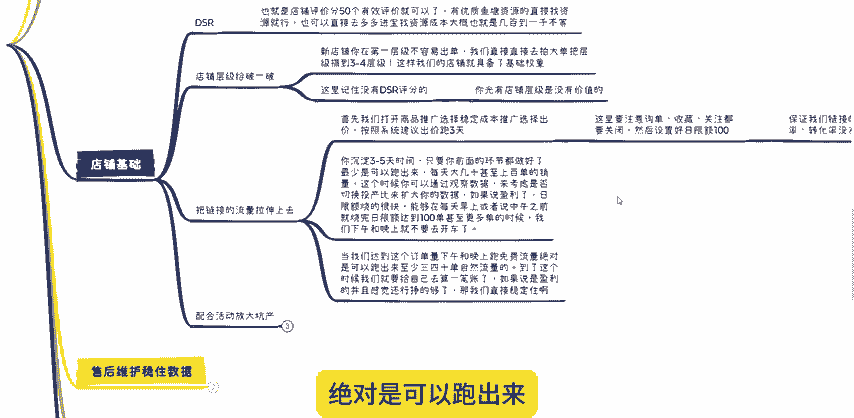 DSR
也就是店铺评价分50个有效评价就可以了，有优质鱼塘资源的直接找资
源就行，也可以直接去多多进宝找资源成本大概也就是几百到一千不等
店铺层级给破一破
新店铺你在第一层级不容易出单，我们直接直接去拍大单把层
级提到3-4层级！这样我们的店铺就具备了基础权重
这里记住没有DSR评分的
你光有店铺层级是没有价值的
店铺基础
把链接的流量拉伸上去
首先我们打开商品推广选择稳定成本推广选择出
价，按照系统建议出价跑3天
这里要注意询单，收藏，关注都
要关闭，然后设置好日限额100
保证我们链接的
率，转化率没
你沉淀3-5天时间，只要你前面的环节都做好了
最少是可以跑出来，每天大几十甚至上百单的销
量，这个时候你可以通过观察数据，来考虑是否
切换投产比来扩大你的数据，如果说盈利了，日
限额烧的很快，能够在每天早上或者说中午之前
就烧完日限额达到100单甚至更多单的时候，我
们下午和晚上就不要去开车了。
当我们达到这个订单量下午和晚上跑免费流量绝对
是可以跑出来至少三四十单自然流量的。到了这个
时候我们就要给自己去算一笔账了，如果说是盈利
的并且感觉还行挣的够了，那我们直接稳定住啊
配合活动放大坑产
3
售后维护稳住数据
绝对是可以跑出来